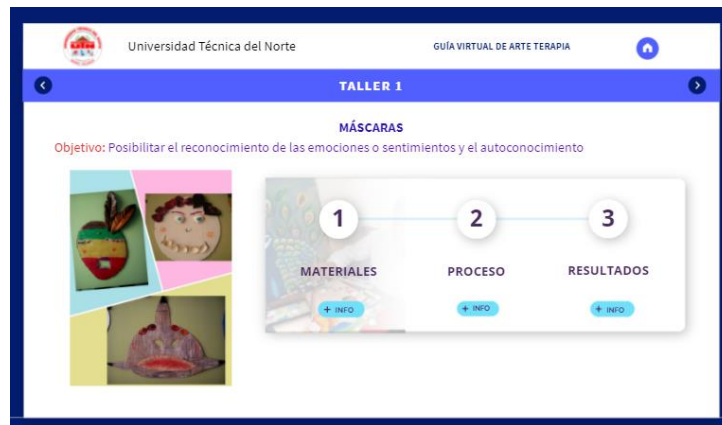 Universidad Técnica del Norte
GUÍA VIRTUAL DE ARTE TERAPIA
TALLER 1
MÁSCARAS
Objetivo: Posibilitar el reconocimiento de las emociones o sentimientos y el autoconocimiento
1
2
3
MATERIALES
PROCESO
RESULTADOS
+ INFO
+ INFO
+ INFO